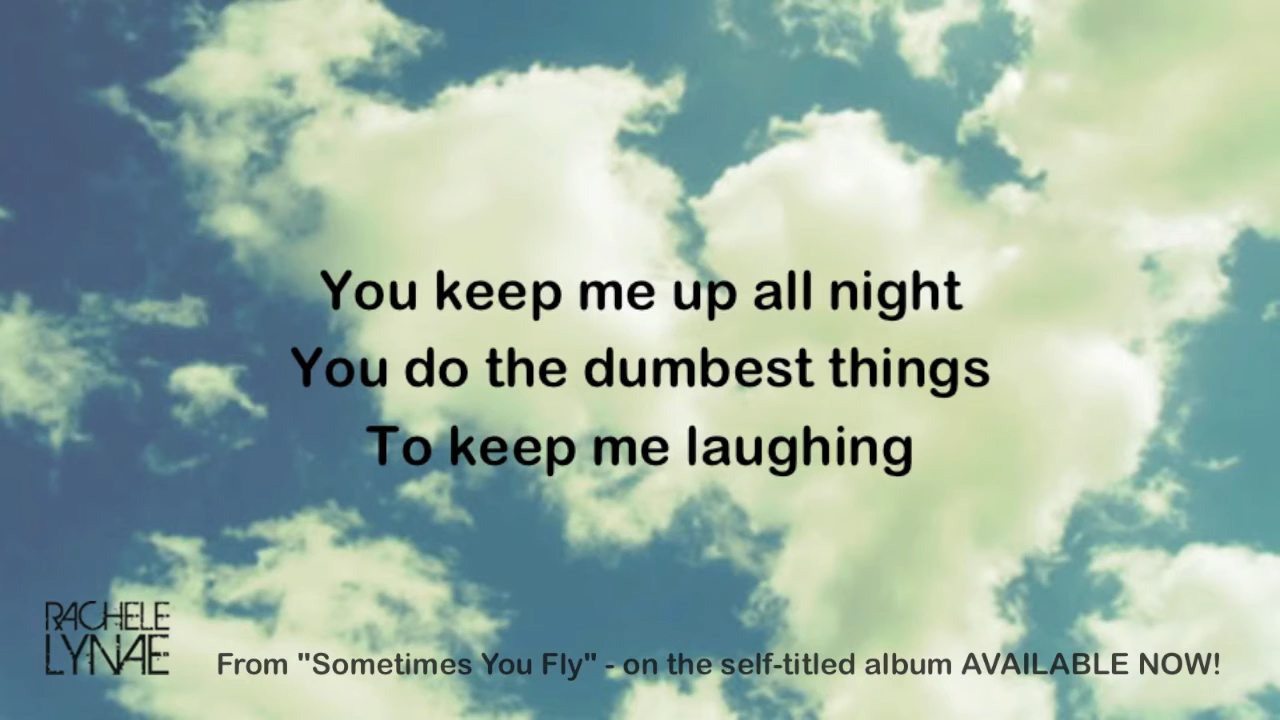 You keep me up all night
You do the dumbest things
To keep me laughing
RACHELE
LYNAE
From "Sometimes You Fly" - on the self-titled album AVAILABLE NOW!